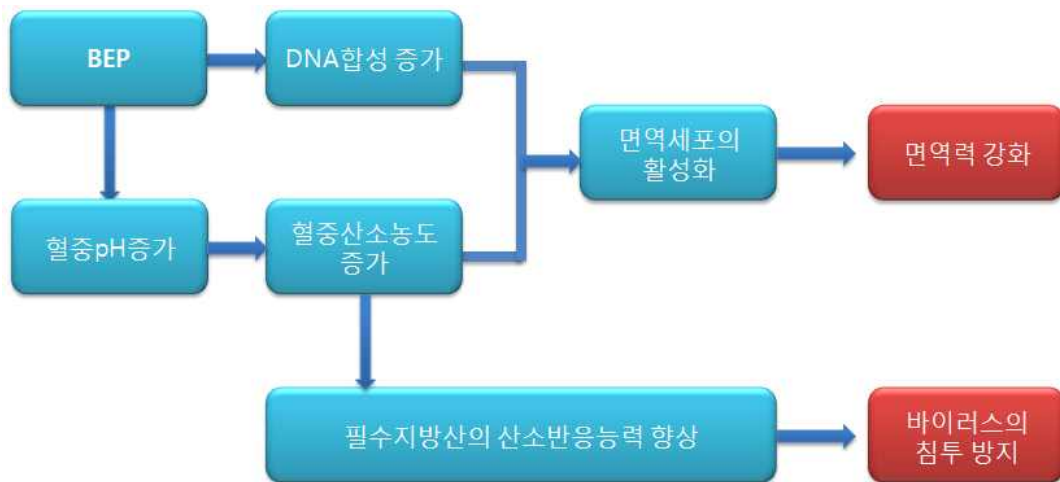 BEP
DNA합성 증가
면역세포의
활성화
면역력 강화
혈중pH증가
혈중산소농도
증가
필수지방산의 산소반응능력 향상
바이러스의
침투 방지